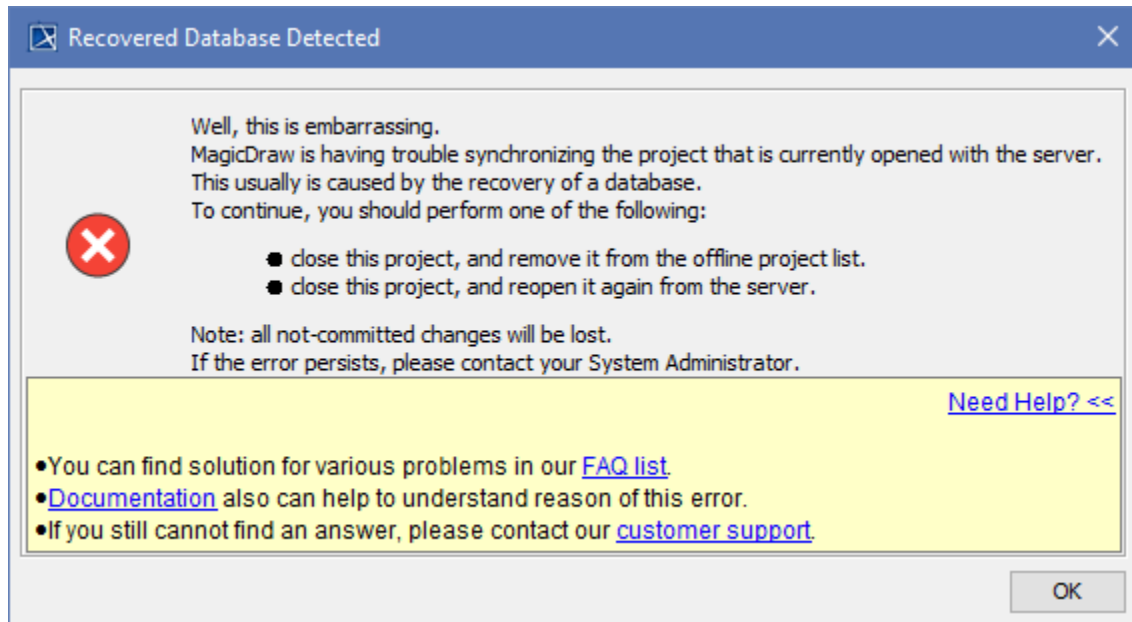 Recovered Database Detected
Well, this is embarrassing.
MagicDraw is having trouble synchronizing the project that is currently opened with the server.
This usually is caused by the recovery of a database.
To continue, you should perform one of the following:
● close this project, and remove it from the offline project list.
● close this project, and reopen it again from the server.
Note: all not-committed changes will be lost.
If the error persists, please contact your System Administrator.
Need Help? <<
●You can find solution for various problems in our FAQ list.
●Documentation also can help to understand reason of this error.
●If you still cannot find an answer, please contact our customer support.
OK